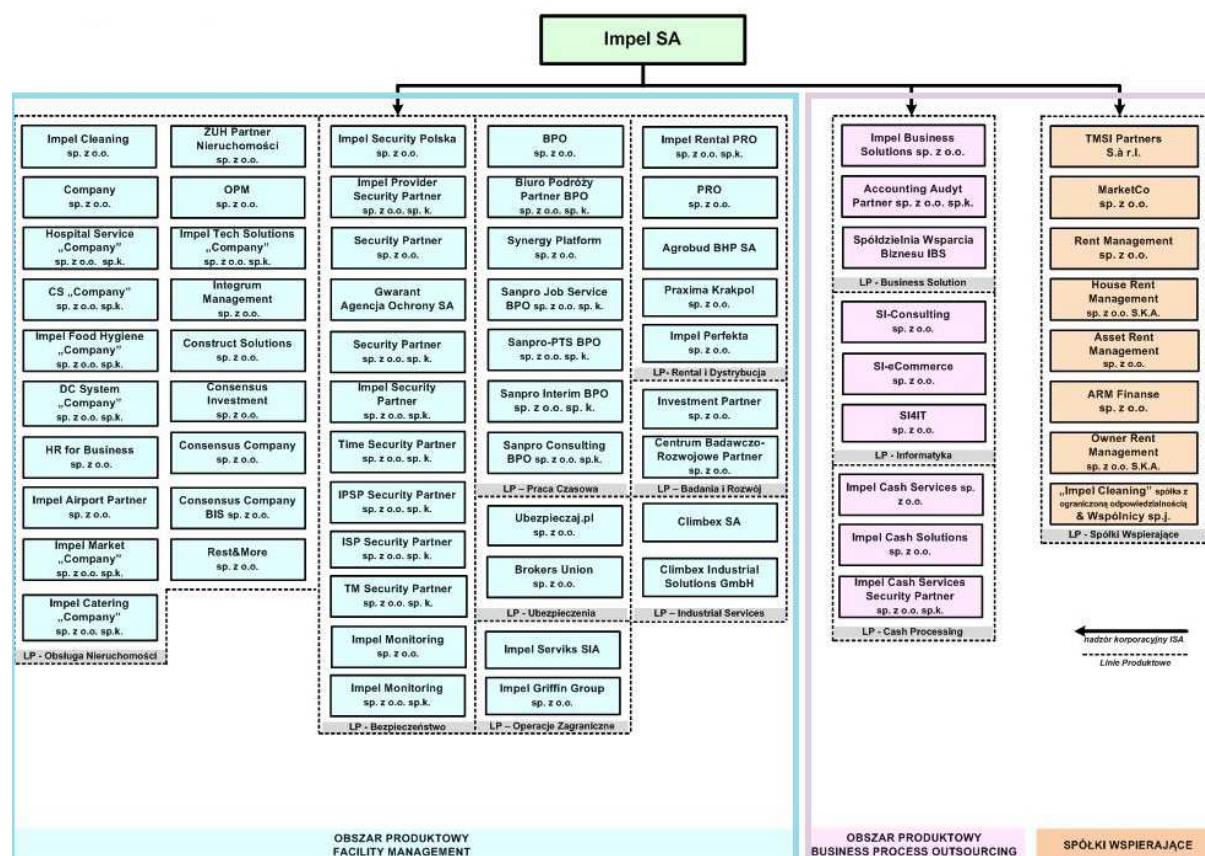 Impel SA
Impel Cleaning
sp. z o.o.
Company
sp. z o.o.
Hospital Service
„Company”
sp. z o.o. sp.k.
CS „Company”
sp. z o.o. sp.k.
Impel Food Hygiene
„Company”
sp. z o.o. sp.k.
DC System
„Company”
sp. z o.o. sp.k.
HR for Business
sp. z o.o.
Impel Airport Partner
sp. z o.o.
Impel Market
„Company”
sp. z o.o. sp.k.
Impel Catering
„Company”
sp. z o.o. sp.k.
LP - Obsługa Nieruchomości
ZUH Partner
Nieruchomości
sp. z o.o.
OPM
sp. z o.o.
Impel Tech Solutions
„Company”
sp. z o.o. sp.k.
Integrum
Management
sp. z o.o.
Construct Solutions
sp. z o.o.
Consensus
Investment
sp. z o.o.
Consensus Company
sp. z o.o.
Consensus Company
BIS sp. z o.o.
Rest&More
sp. z o.o.
Impel Security Polska
sp. z o.o.
Impel Provider
Security Partner
sp. z o.o. sp. k.
Security Partner
sp. z o.o.
Gwarant
Agencja Ochrony SA
Security Partner
sp. z o.o. sp. k.
Impel Security
Partner
sp. z o.o. sp.k.
Time Security Partner
sp. z o.o. sp.k.
IPSP Security Partner
sp. z o.o. sp.k.
ISP Security Partner
sp. z o.o. sp. k.
TM Security Partner
sp. z o.o. sp. k.
Impel Monitoring
sp. z o.o.
Impel Monitoring
sp. z o.o. sp.k.
LP - Bezpieczeństwo
BPO
sp. z o.o.
Biuro Podróży
Partner BPO
sp. z o.o. sp. k.
Synergy Platform
sp. z o.o.
Sanpro Job Service
BPO sp. z o.o. sp. k.
Sanpro-PTS BPO
sp. z o.o. sp. k.
Sanpro Interim BPO
sp. z o.o. sp. k.
Sanpro Consulting
BPO sp. z o.o. sp.k.
LP – Praca Czasowa
Ubezpieczaj.pl
sp. z o.o.
Brokers Union
sp. z o.o.
LP - Ubezpieczenia
Impel Serviks SIA
Impel Griffin Group
sp. z o.o.
LP – Operacje Zagraniczne
Impel Rental PRO
sp. z o.o. sp.k.
PRO
sp. z o.o.
Agrobud BHP SA
Praxima Krakpol
sp. z o.o.
Impel Perfekta
sp. z o.o.
LP- Rental i Dystrybucja
Investment Partner
sp. z o.o.
Centrum Badawczo-
Rozwojowe Partner
sp. z o.o.
LP – Badania i Rozwój
Climbex SA
Climbex Industrial
Solutions GmbH
LP – Industrial Services
Impel Business
Solutions sp. z o.o.
Accounting Audyt
Partner sp. z o.o. sp.k.
Spółdzielnia Wsparcia
Biznesu IBS
LP - Business Solution
SI-Consulting
sp. z o.o.
SI-eCommerce
sp. z o.o.
SI4IT
sp. z o.o.
LP - Informatyka
Impel Cash Services sp.
z o.o.
Impel Cash Solutions
sp. z o.o.
Impel Cash Services
Security Partner
sp. z o.o. sp.k.
LP - Cash Processing
TMSI Partners
S.à r.l.
MarketCo
sp. z o.o.
Rent Management
sp. z o.o.
House Rent
Management
sp. z o.o. S.K.A.
Asset Rent
Management
sp. z o.o.
ARM Finanse
sp. z o.o.
Owner Rent
Management
sp. z o.o. S.K.A.
„Impel Cleaning” spółka z
ograniczoną odpowiedzialnością
& Wspólnicy sp.j.
LP - Spółki Wspierające
nadzór korporacyjny ISA
Linie Produktowe
OBSZAR PRODUKTOWY
FACILITY MANAGEMENT
OBSZAR PRODUKTOWY
BUSINESS PROCESS OUTSOURCING
SPÓŁKI WSPIERAJĄCE